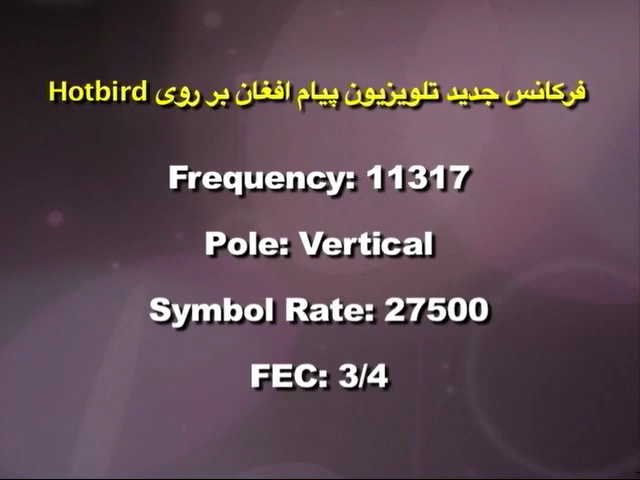 فرکانس جدید تلویزیون پیام افغان بر روی Hotbird
Frequency: 11317
Pole: Vertical
Symbol Rate: 27500
FEC: 3/4